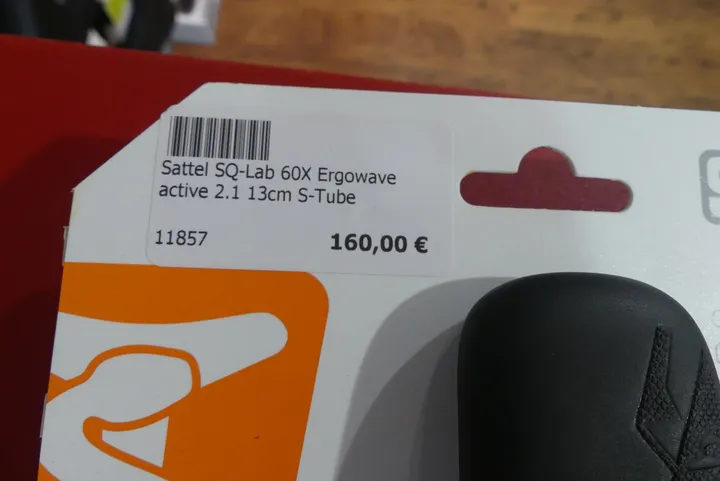 Sattel SQ-Lab 60X Ergowave
active 2.1 13cm S-Tube
11857 160,00 €